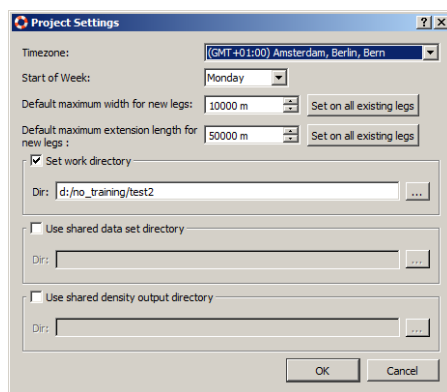 Project Settings
Timezone: (GMT+01:00) Amsterdam, Berlin, Bern
Start of Week: Monday
Default maximum width for new legs: 10000 m Set on all existing legs
Default maximum extension length for
new legs : 50000 m Set on all existing legs
Set work directory
Dir: d:/no_training/test2 ...
Use shared data set directory
Dir: ...
Use shared density output directory
Dir: ...
OK Cancel